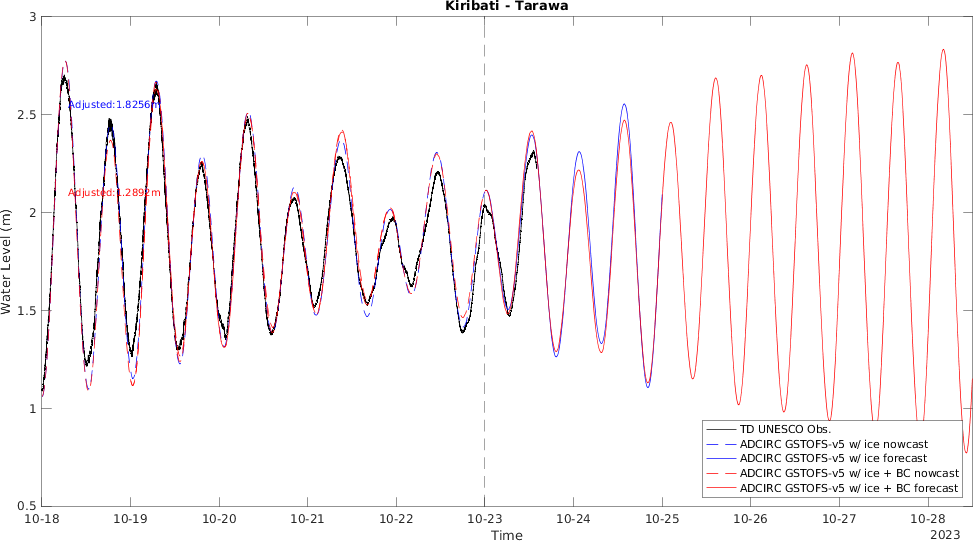 Kiribati - Tarawa
Water Level (m)
3
2.5
2
1.5
1
0.5
Adjusted:1.8256m
Adjusted:1.2892m
TD UNESCO Obs.
ADCIRC GSTOFS-v5 w/ ice nowcast
ADCIRC GSTOFS-v5 w/ ice forecast
ADCIRC GSTOFS-v5 w/ ice + BC nowcast
ADCIRC GSTOFS-v5 w/ ice + BC forecast
10-18 10-19 10-20 10-21 10-22 10-23 10-24 10-25 10-26 10-27 10-28
2023
Time